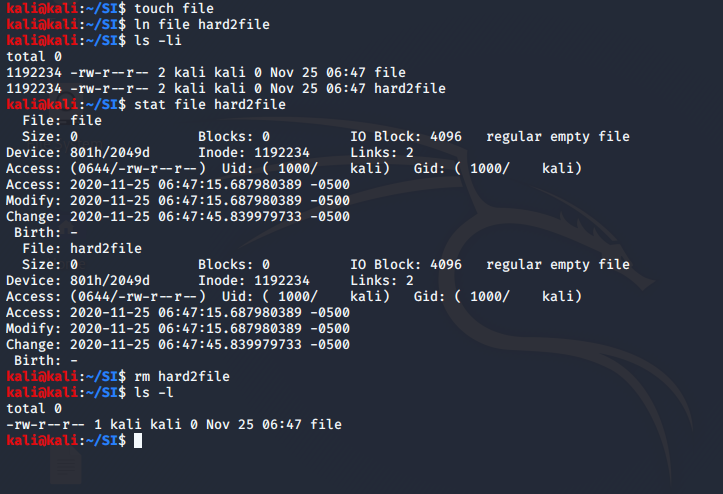 kali@kali:~/SI$ touch file
kali@kali:~/SI$ ln file hard2file
kali@kali:~/SI$ ls -li
total 0
1192234 -rw-r--r-- 2 kali kali 0 Nov 25 06:47 file
1192234 -rw-r--r-- 2 kali kali 0 Nov 25 06:47 hard2file
kali@kali:~/SI$ stat file hard2file
  File: file
  Size: 0               Blocks: 0          IO Block: 4096   regular empty file
Device: 801h/2049d      Inode: 1192234     Links: 2
Access: (0644/-rw-r--r--)  Uid: ( 1000/    kali)   Gid: ( 1000/    kali)
Access: 2020-11-25 06:47:15.687980389 -0500
Modify: 2020-11-25 06:47:15.687980389 -0500
Change: 2020-11-25 06:47:45.839979733 -0500
 Birth: -
  File: hard2file
  Size: 0               Blocks: 0          IO Block: 4096   regular empty file
Device: 801h/2049d      Inode: 1192234     Links: 2
Access: (0644/-rw-r--r--)  Uid: ( 1000/    kali)   Gid: ( 1000/    kali)
Access: 2020-11-25 06:47:15.687980389 -0500
Modify: 2020-11-25 06:47:15.687980389 -0500
Change: 2020-11-25 06:47:45.839979733 -0500
 Birth: -
kali@kali:~/SI$ rm hard2file
kali@kali:~/SI$ ls -l
total 0
-rw-r--r-- 1 kali kali 0 Nov 25 06:47 file
kali@kali:~/SI$